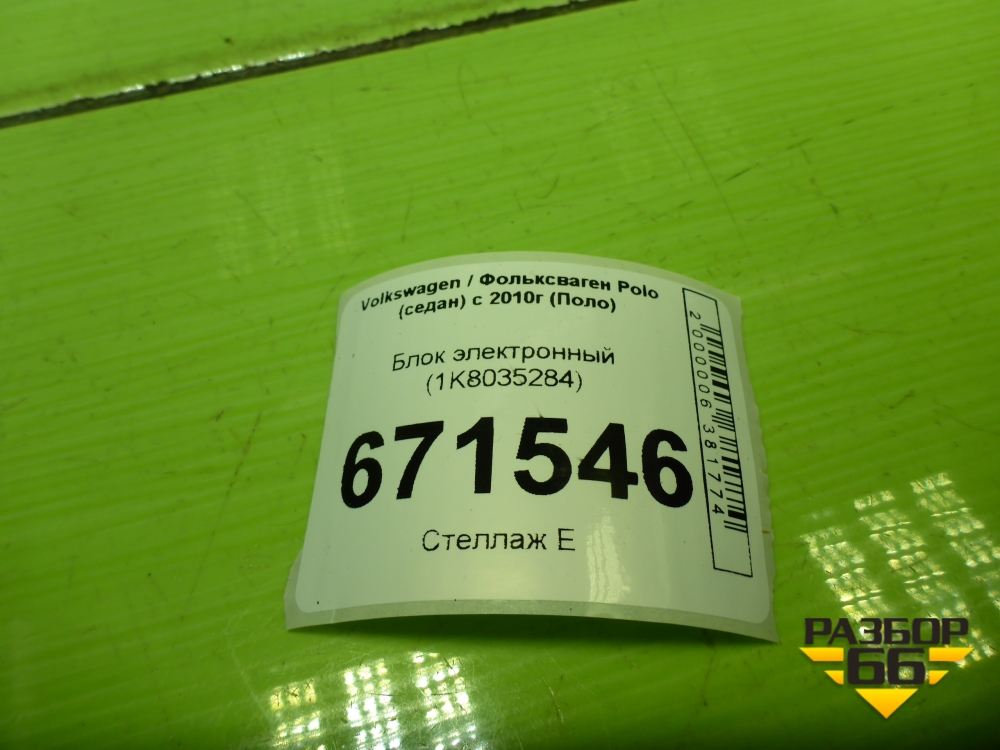 Volkswagen / Фольксваген Polo
(седан) с 2010г (Поло)
Блок электронный
(1K8035284)
671546
Стеллаж Е
2000006381774
РАЗБОР
66